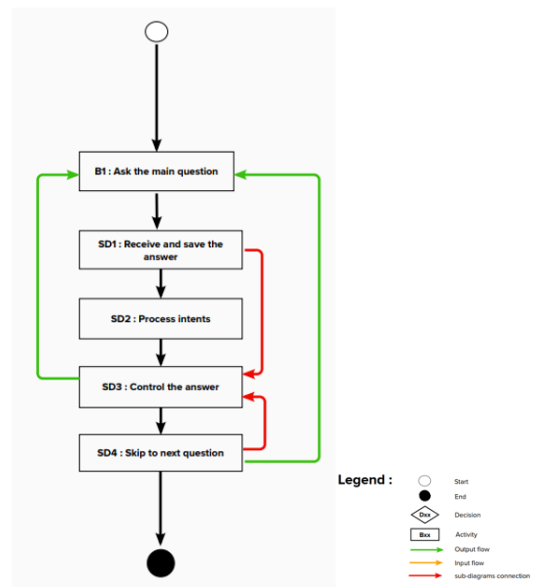 B1 : Ask the main question
SD1 : Receive and save the
answer
SD2 : Process intents
SD3 : Control the answer
SD4 : Skip to next question
Legend :
Start
End
Dxx
Decision
Bxx
Activity
Output flow
Input flow
sub-diagrams connection